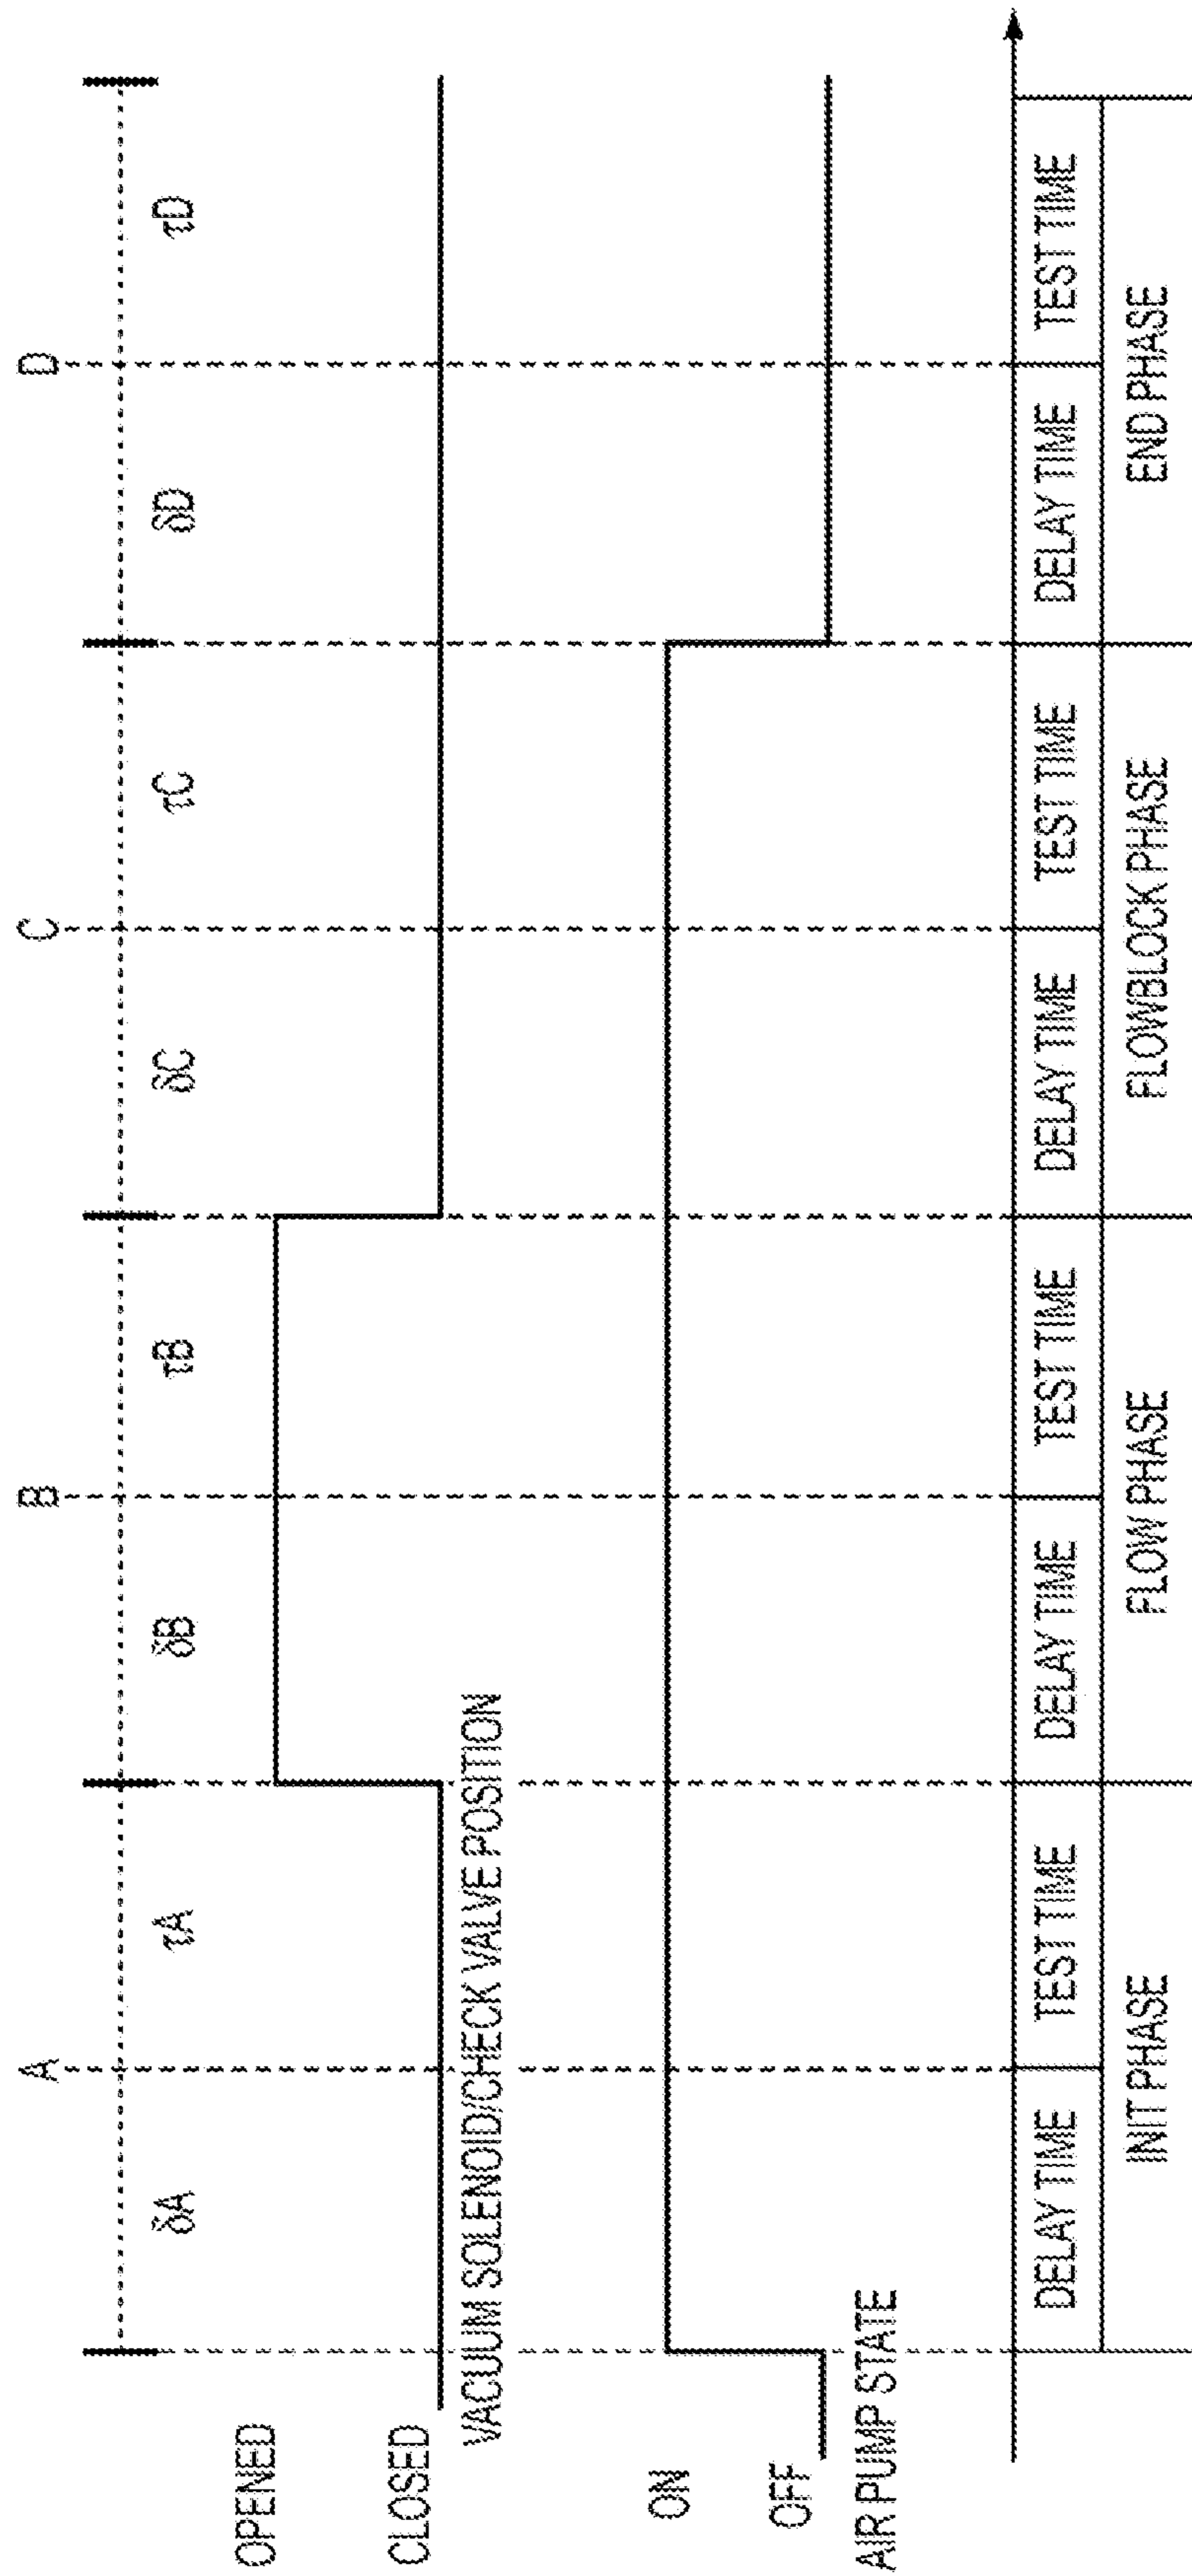 A
B
C
D
δA
τA
δB
τB
δC
τC
δD
τD
OPENED
CLOSED
VACUUM SOLENOID/CHECK VALVE POSITION
ON
OFF
AIR PUMP STATE
DELAY TIME
TEST TIME
DELAY TIME
TEST TIME
DELAY TIME
TEST TIME
DELAY TIME
TEST TIME
INIT PHASE
FLOW PHASE
FLOWBLOCK PHASE
END PHASE